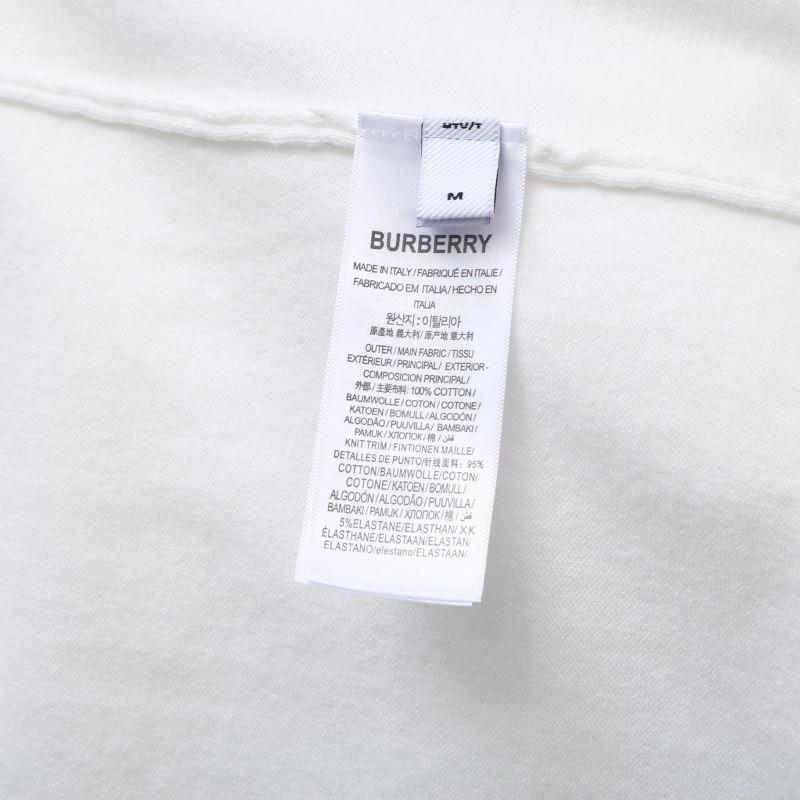 M
BURBERRY
MADE IN ITALY / FABRIQUÉ EN ITALIE /
FABRICADO EM ITALIA / HECHO EN
ITALIA
원산지 : 이탈리아
原產地 義大利/ 原产地 意大利
OUTER / MAIN FABRIC / TISSU
EXTÉRIEUR / PRINCIPAL / EXTERIOR -
COMPOSICION PRINCIPAL /
外部 / 主要布料: 100% COTTON /
BAUMWOLLE / COTON / COTONE /
KATOEN / BOMULL / ALGODÓN /
ALGODÃO / PUUVILLA / BAMBAKI /
PAMUK / ХЛОПОК / 棉 / قطن
KNIT TRIM / FINTIONEN MAILLE/
DETALLES DE PUNTO/针线面料: 95%
COTTON/BAUMWOLLE/COTON/
COTONE / KATOEN / BOMULL /
ALGODÓN / ALGODÃO / PUUVILLA /
BAMBAKI / PAMUK / ХЛОПОК / 棉 / قطن
5%ELASTANE/ELASTHAN/ XK
ÉLASTHANE/ELASTAAN/ELASTAN/
ELASTANO/elestano/ELASTAAN/